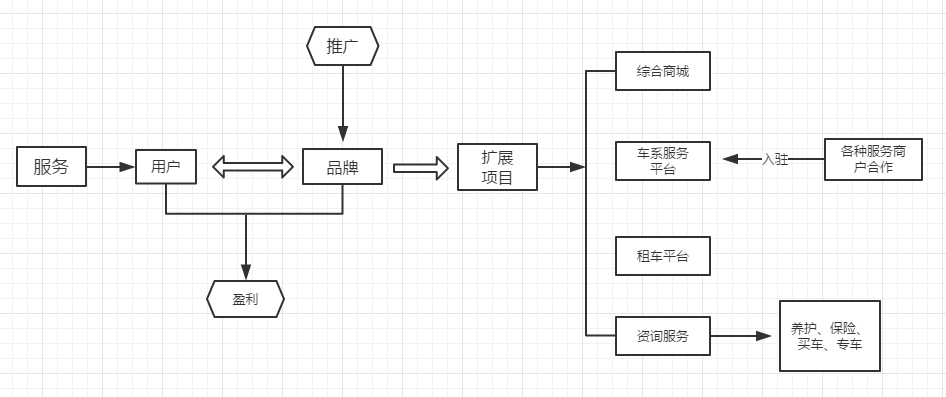 推广
服务
用户
品牌
扩展
项目
盈利
综合商城
车系服务
平台
入驻
各种服务商
户合作
租车平台
资询服务
养护、保险、
买车、专车